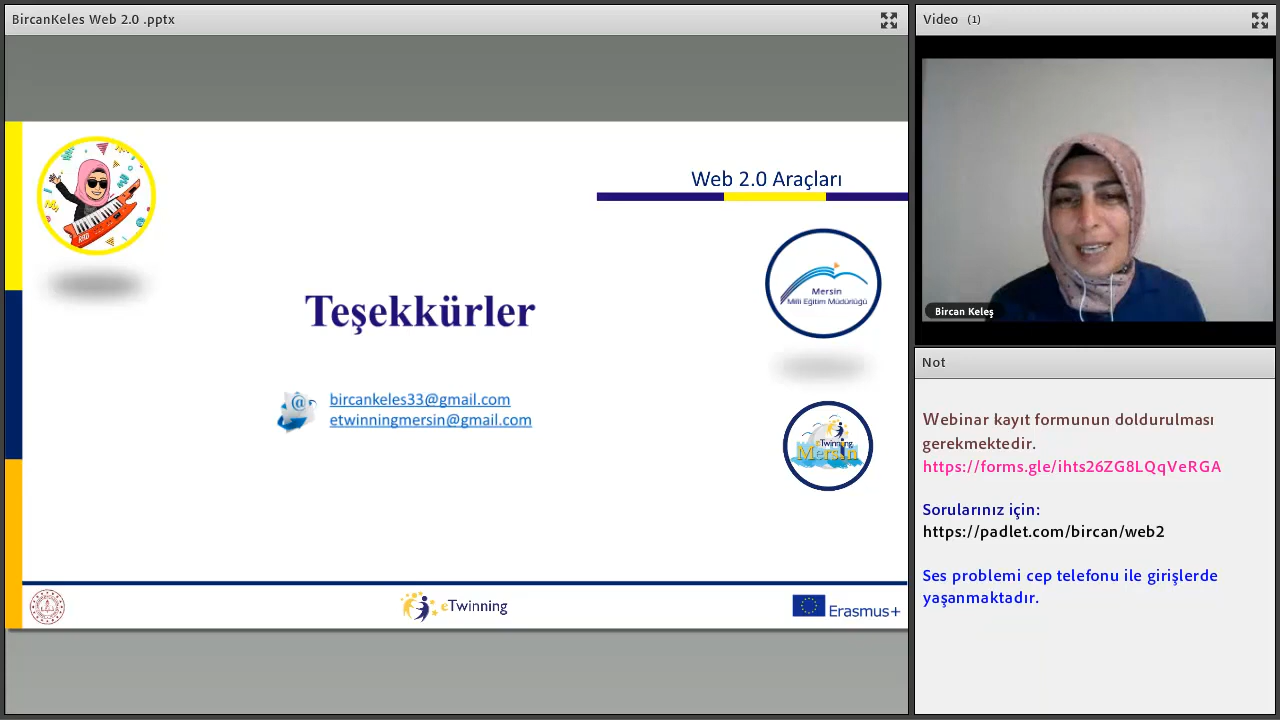 BircanKeles Web 2.0 .pptx
Web 2.0 Araçları
Mersin
Milli Eğitim Müdürlüğü
Teşekkürler
bircankeles33@gmail.com
etwinningmersin@gmail.com
eTwinning
Mersin
eTwinning
Erasmus+
Video (1)
Bircan Keleş
Not
Webinar kayıt formunun doldurulması
gerekmektedir.
https://forms.gle/ihts26ZG8LQqVeRGA
Sorularınız için:
https://padlet.com/bircan/web2
Ses problemi cep telefonu ile girişlerde
yaşanmaktadır.